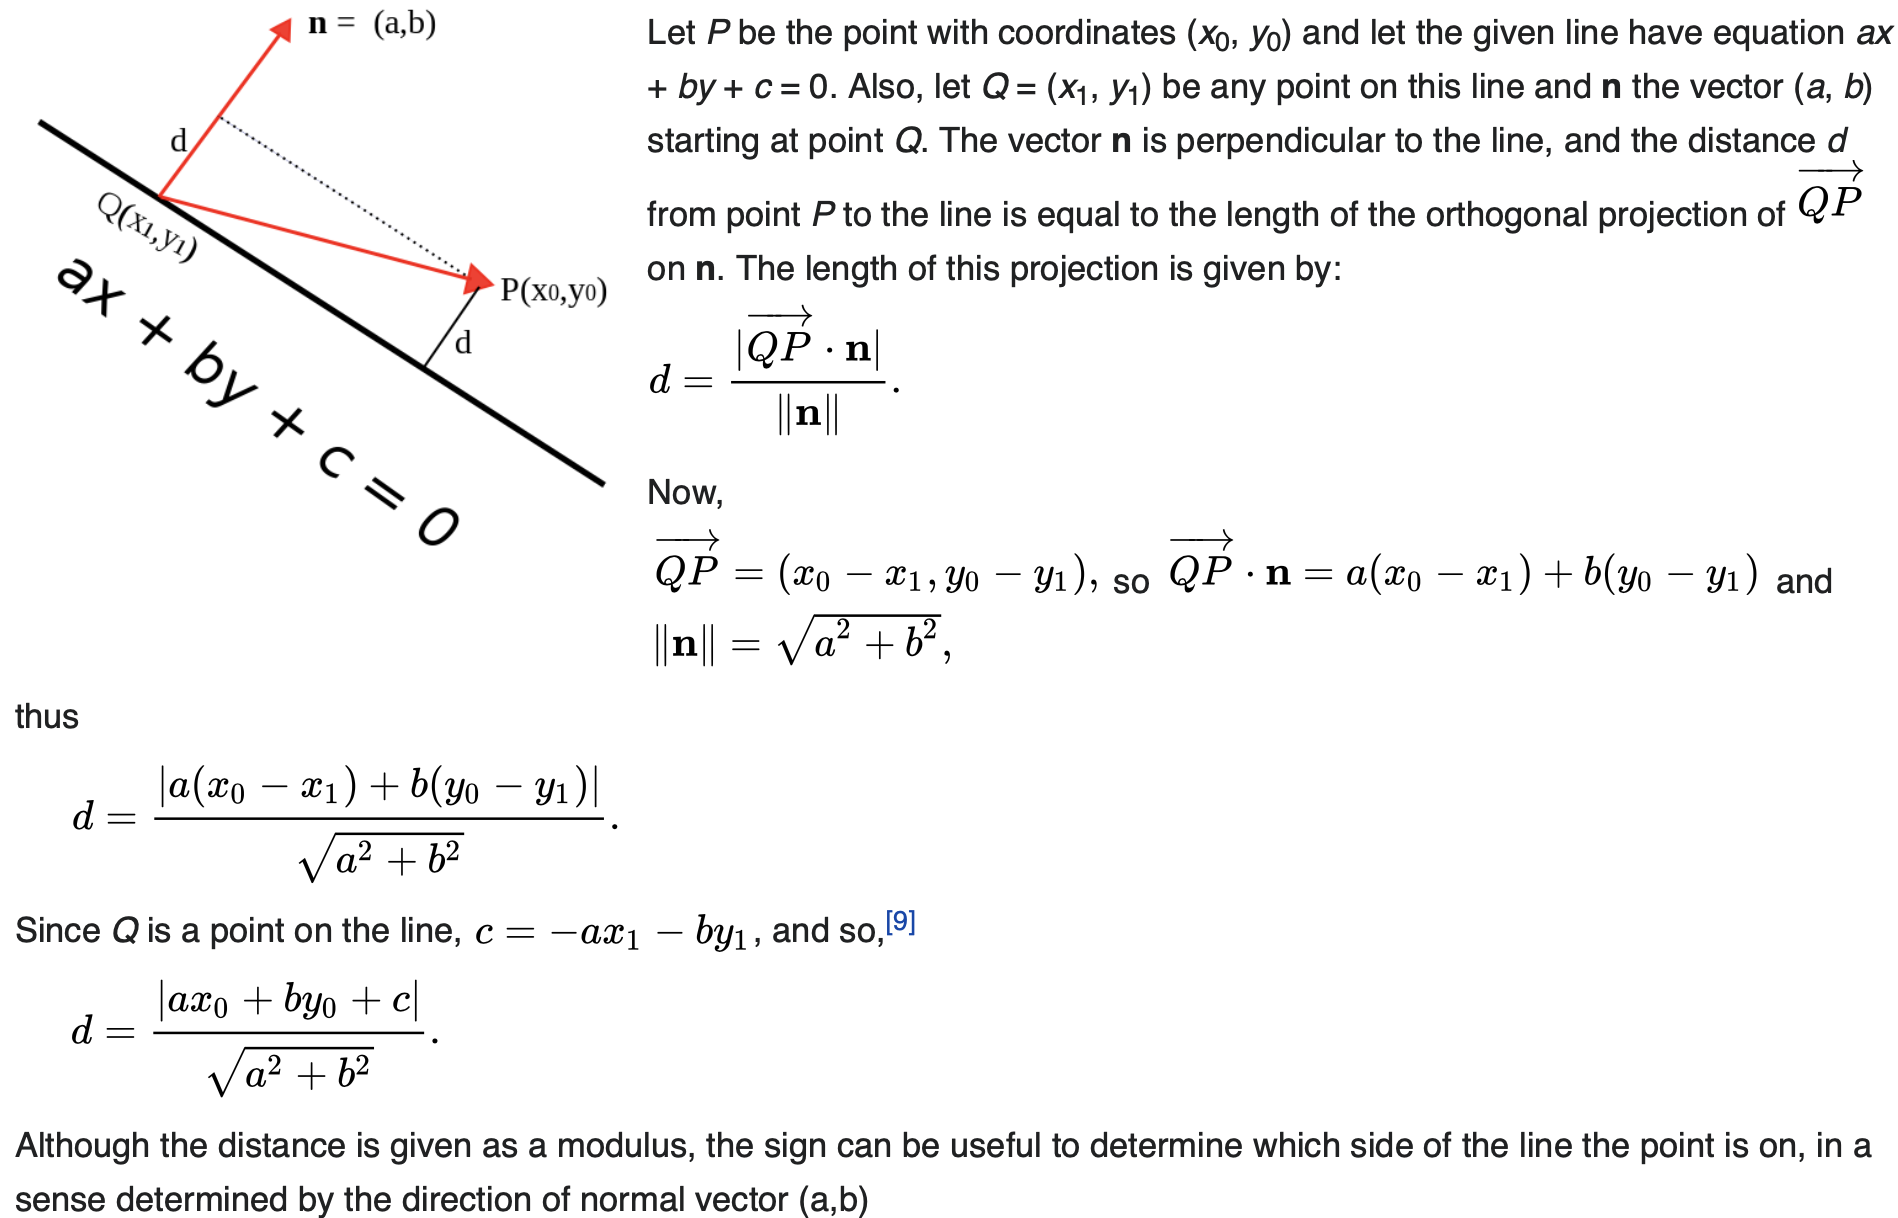 n = (a,b)
d
Q(x₁,y₁)
P(x₀,y₀)
d
ax + by + c = 0
Let P be the point with coordinates (x₀, y₀) and let the given line have equation ax
+ by + c = 0. Also, let Q = (x₁, y₁) be any point on this line and n the vector (a, b)
starting at point Q. The vector n is perpendicular to the line, and the distance d
from point P to the line is equal to the length of the orthogonal projection of $\overrightarrow{QP}$
on n. The length of this projection is given by:
$d = \frac{|\overrightarrow{QP} \cdot \mathbf{n}|}{\|\mathbf{n}\|}.$
Now,
$\overrightarrow{QP} = (x_0 - x_1, y_0 - y_1),$ so $\overrightarrow{QP} \cdot \mathbf{n} = a(x_0 - x_1) + b(y_0 - y_1)$ and
$\|\mathbf{n}\| = \sqrt{a^2 + b^2},$
thus
$d = \frac{|a(x_0 - x_1) + b(y_0 - y_1)|}{\sqrt{a^2 + b^2}}.$
Since Q is a point on the line, $c = -ax_1 - by_1$, and so,[9]
$d = \frac{|ax_0 + by_0 + c|}{\sqrt{a^2 + b^2}}.$
Although the distance is given as a modulus, the sign can be useful to determine which side of the line the point is on, in a
sense determined by the direction of normal vector (a,b)